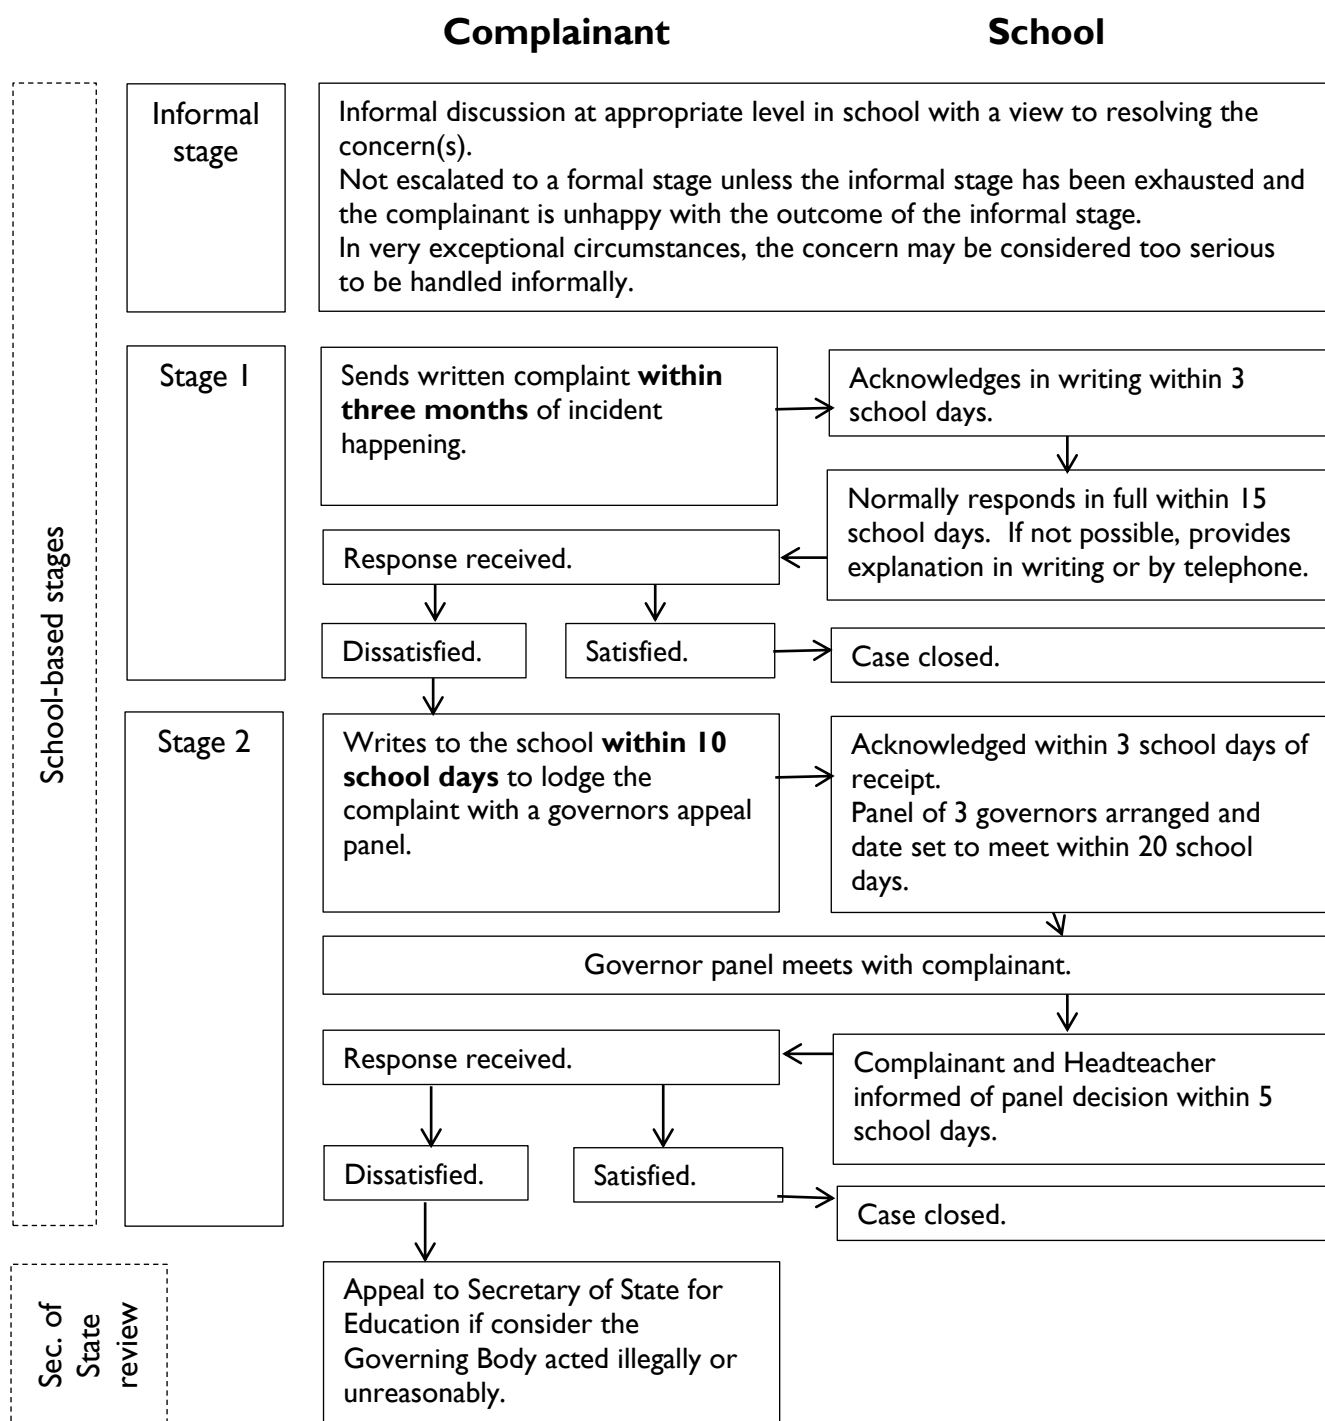 Complainant
School
School-based stages
Informal
stage
Informal discussion at appropriate level in school with a view to resolving the
concern(s).
Not escalated to a formal stage unless the informal stage has been exhausted and
the complainant is unhappy with the outcome of the informal stage.
In very exceptional circumstances, the concern may be considered too serious
to be handled informally.
Stage 1
Sends written complaint within
three months of incident
happening.
Acknowledges in writing within 3
school days.
Normally responds in full within 15
school days.  If not possible, provides
explanation in writing or by telephone.
Response received.
Dissatisfied.
Satisfied.
Case closed.
Stage 2
Writes to the school within 10
school days to lodge the
complaint with a governors appeal
panel.
Acknowledged within 3 school days of
receipt.
Panel of 3 governors arranged and
date set to meet within 20 school
days.
Governor panel meets with complainant.
Response received.
Complainant and Headteacher
informed of panel decision within 5
school days.
Dissatisfied.
Satisfied.
Case closed.
Sec. of
State
review
Appeal to Secretary of State for
Education if consider the
Governing Body acted illegally or
unreasonably.